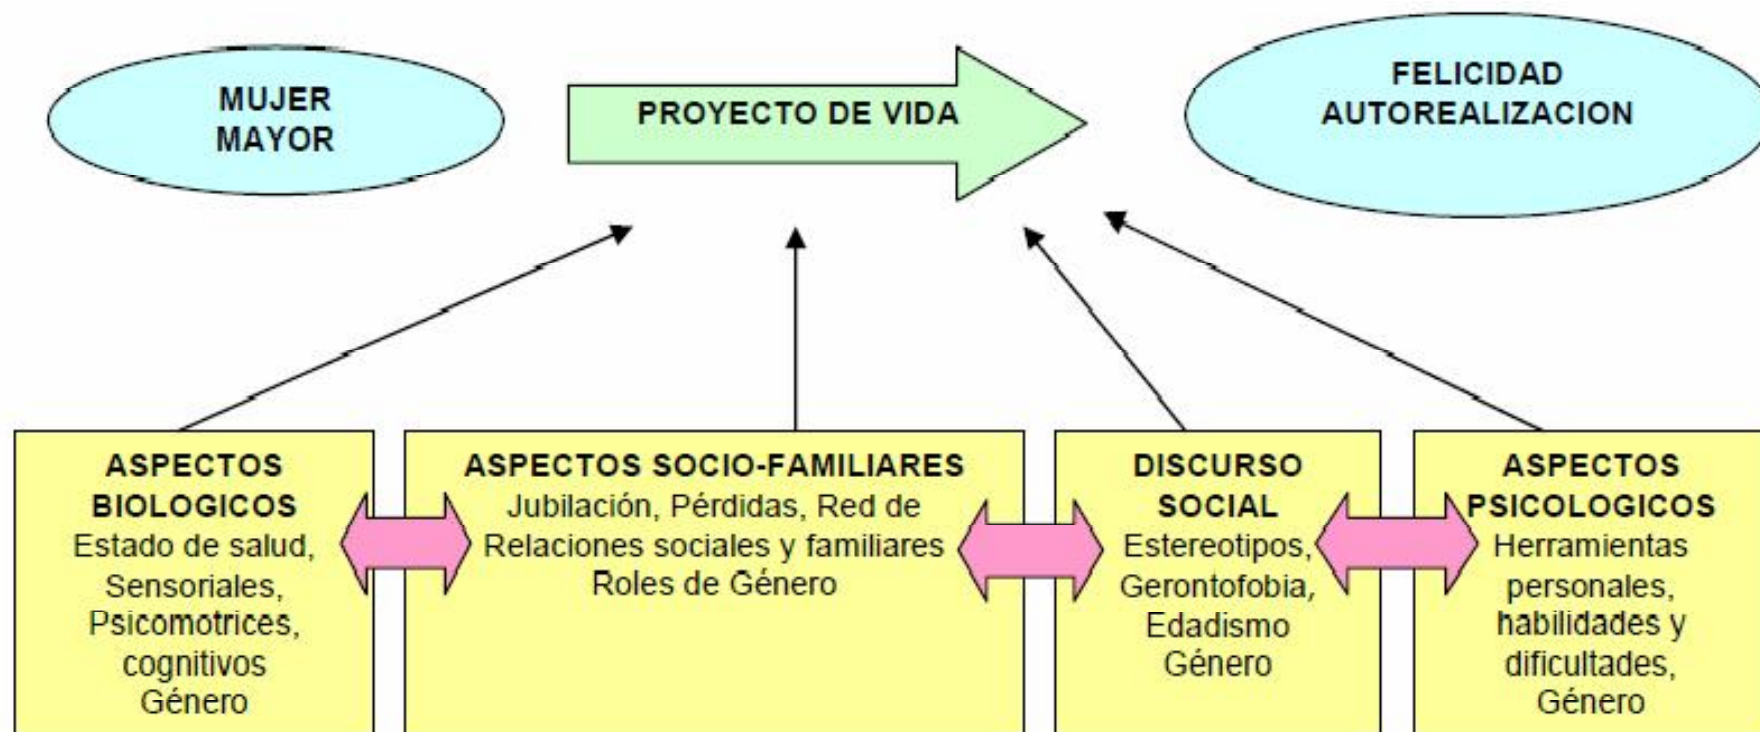 MUJER
MAYOR
PROYECTO DE VIDA
FELICIDAD
AUTOREALIZACION
ASPECTOS
BIOLOGICOS
Estado de salud,
Sensoriales,
Psicomotrices,
cognitivos
Género
ASPECTOS SOCIO-FAMILIARES
Jubilación, Pérdidas, Red de
Relaciones sociales y familiares
Roles de Género
DISCURSO
SOCIAL
Estereotipos,
Gerontofobia,
Edadismo
Género
ASPECTOS
PSICOLOGICOS
Herramientas
personales,
habilidades y
dificultades,
Género